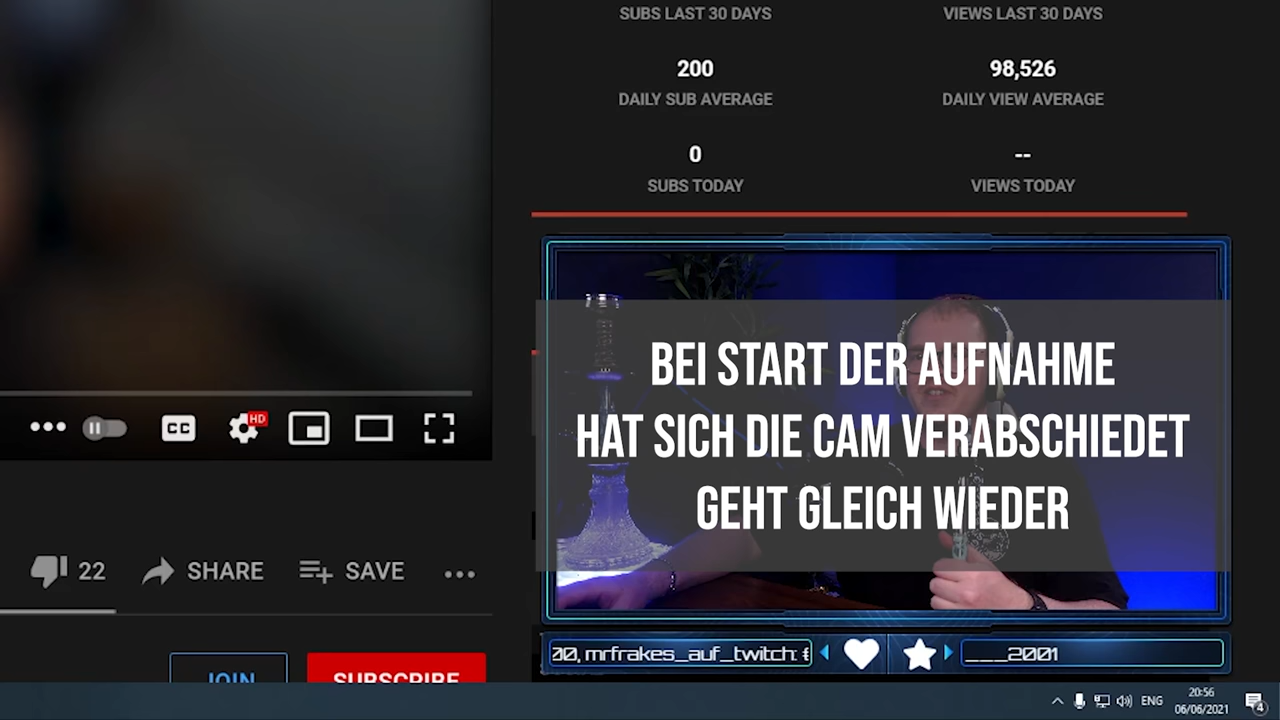 SUBS LAST 30 DAYS
VIEWS LAST 30 DAYS
200
98,526
DAILY SUB AVERAGE
DAILY VIEW AVERAGE
0
--
SUBS TODAY
VIEWS TODAY
BEI START DER AUFNAHME
HAT SICH DIE CAM VERABSCHIEDET
GEHT GLEICH WIEDER
CC
HD
22
SHARE
SAVE
JOIN
SUBSCRIBE
mrfrakes_auf_twitch:
___2001
ENG
20:56
06/06/2021
4